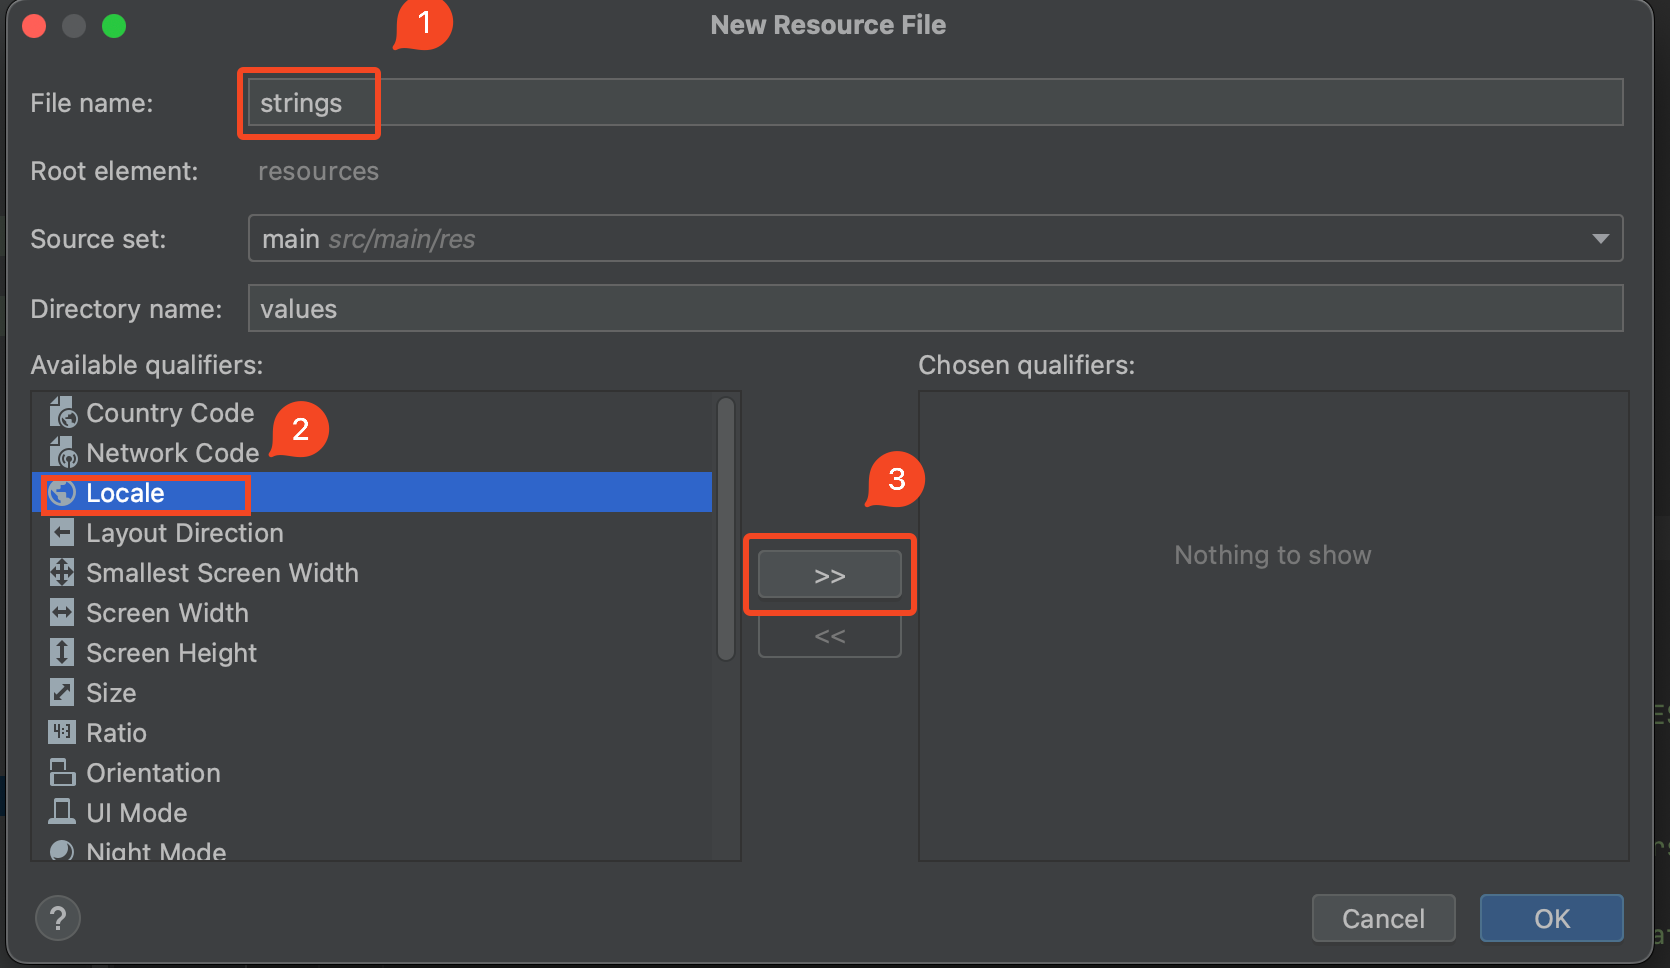 1
New Resource File
File name: strings
Root element: resources
Source set: main src/main/res
Directory name: values
Available qualifiers:
Chosen qualifiers:
Country Code
2
Network Code
Locale
3
Layout Direction
Nothing to show
Smallest Screen Width
>>
Screen Width
<<
Screen Height
Size
4:3 Ratio
Orientation
UI Mode
Night Mode
?
Cancel
OK